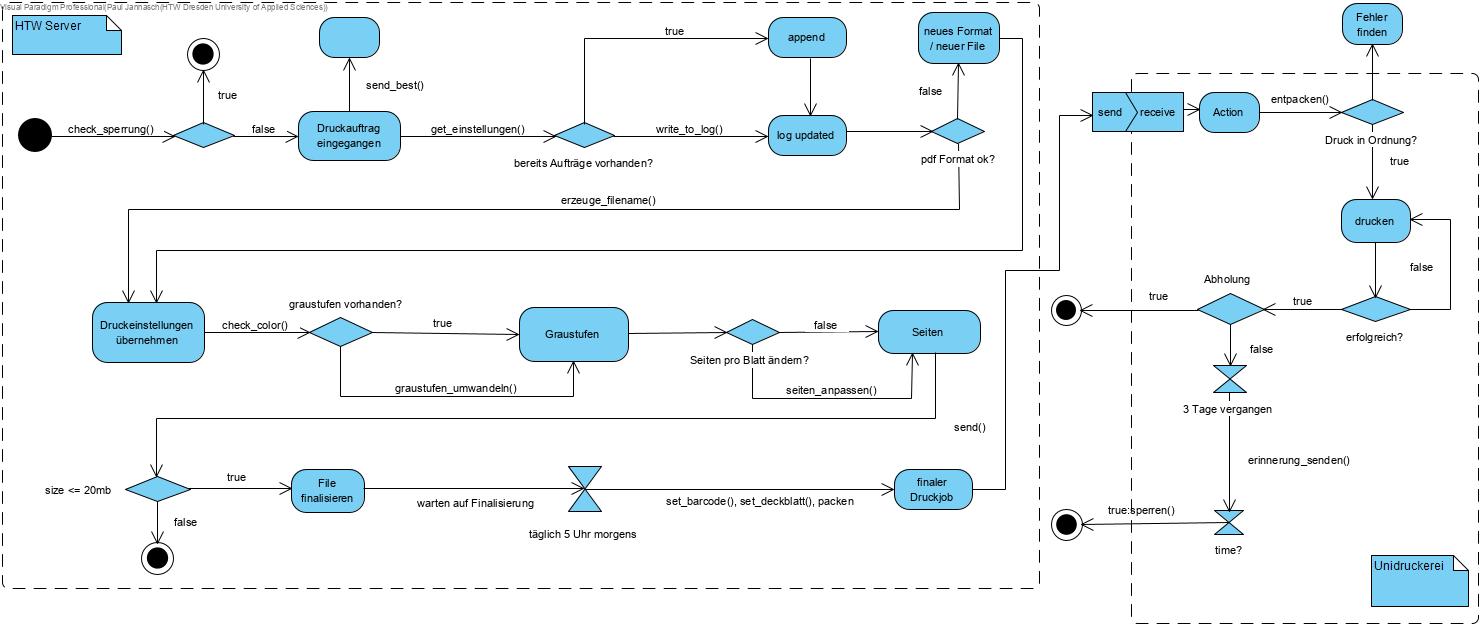 Visual Paradigm Professional(Paul Jannasch(HTW Dresden University of Applied Sciences))
HTW Server
true
check_sperrung()
false
send_best()
Druckauftrag
eingegangen
get_einstellungen()
bereits Aufträge vorhanden?
true
write_to_log()
append
log updated
neues Format
/ neuer File
false
pdf Format ok?
erzeuge_filename()
Druckeinstellungen
übernehmen
check_color()
graustufen vorhanden?
true
graustufen_umwandeln()
Graustufen
Seiten pro Blatt ändern?
false
seiten_anpassen()
Seiten
size <= 20mb
true
false
File
finalisieren
warten auf Finalisierung
täglich 5 Uhr morgens
set_barcode(), set_deckblatt(), packen
finaler
Druckjob
send()
send
receive
Action
entpacken()
Fehler
finden
Druck in Ordnung?
true
drucken
false
erfolgreich?
true
Abholung
true
false
3 Tage vergangen
erinnerung_senden()
true:sperren()
time?
Unidruckerei